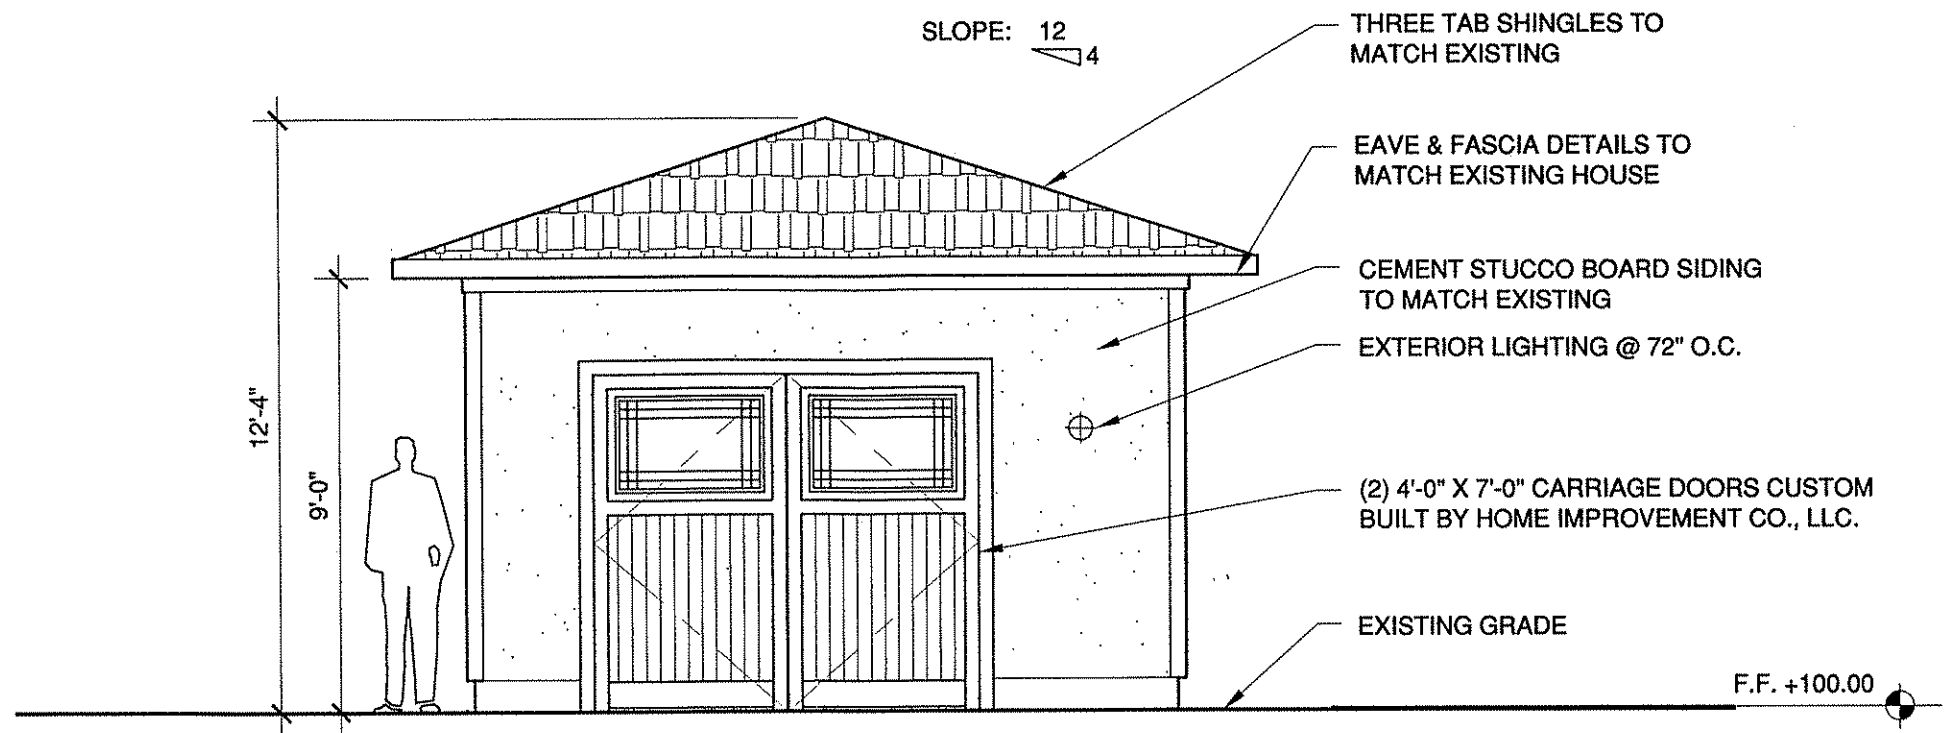 SLOPE: 12
4
THREE TAB SHINGLES TO
MATCH EXISTING
EAVE & FASCIA DETAILS TO
MATCH EXISTING HOUSE
CEMENT STUCCO BOARD SIDING
TO MATCH EXISTING
EXTERIOR LIGHTING @ 72" O.C.
12'-4"
9'-0"
(2) 4'-0" X 7'-0" CARRIAGE DOORS CUSTOM
BUILT BY HOME IMPROVEMENT CO., LLC.
EXISTING GRADE
F.F. +100.00